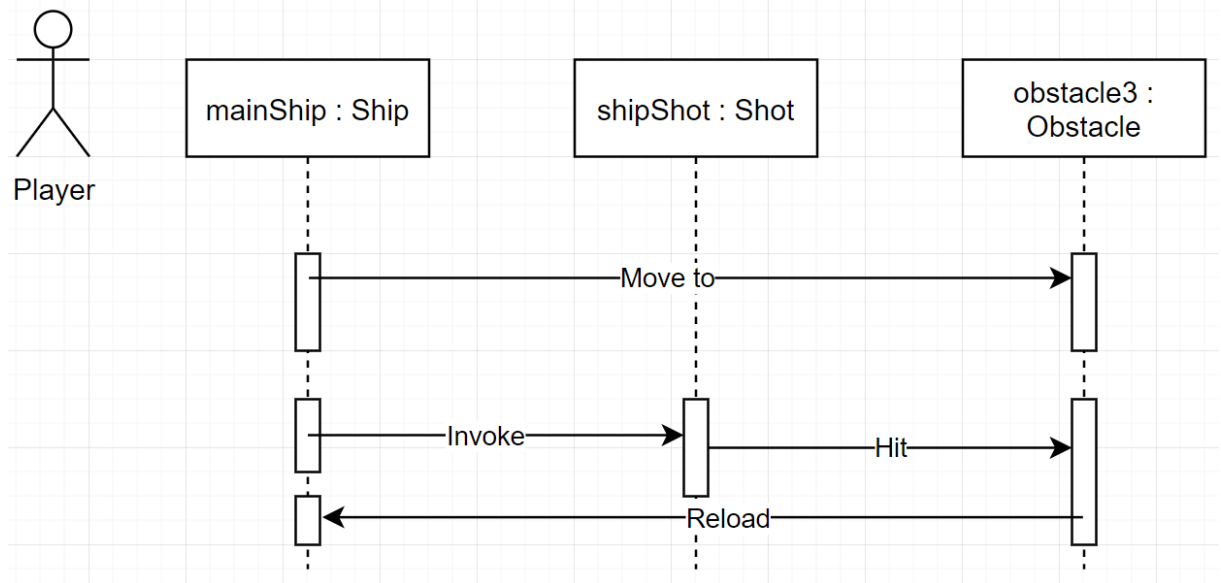 mainShip : Ship
shipShot : Shot
obstacle3 :
Obstacle
Player
Move to
Invoke
Hit
Reload